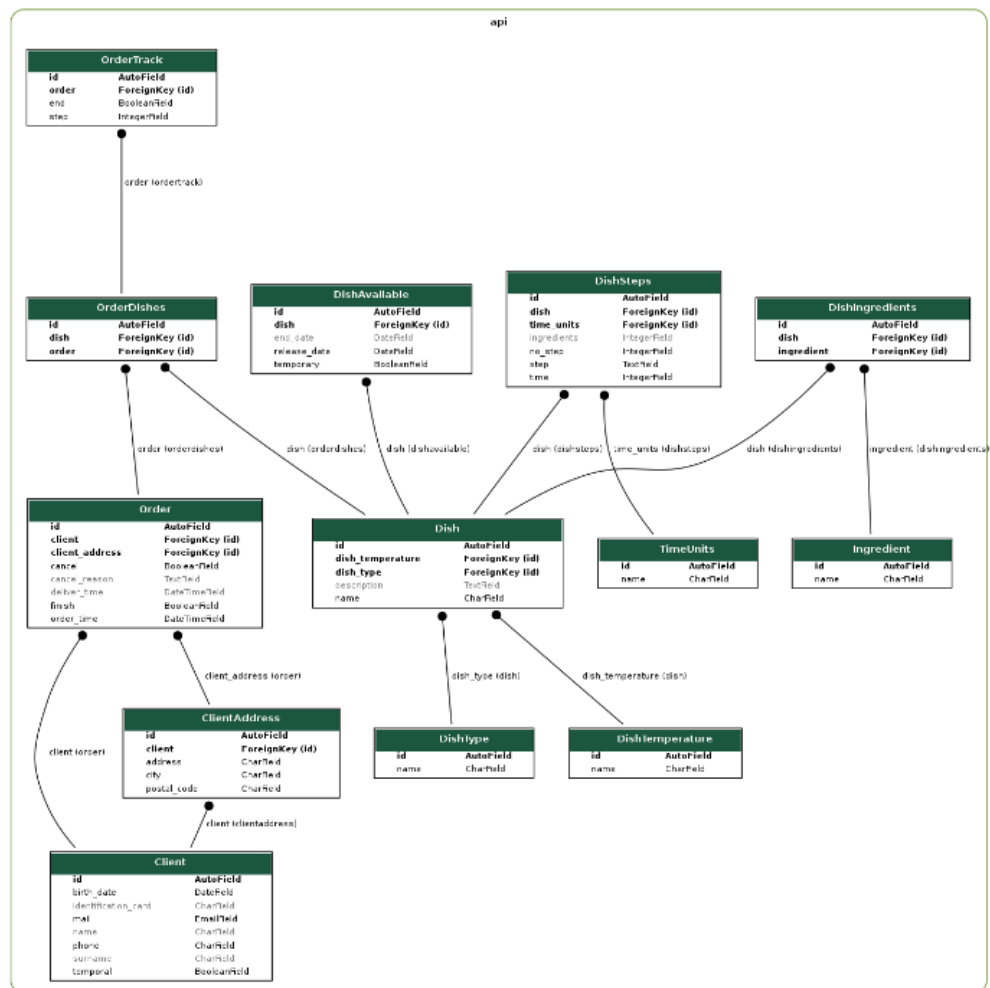 api
OrderTrack
id AutoField
order ForeignKey (id)
end BooleanField
step IntegerField
order (ordertrack)
OrderDishes
id AutoField
dish ForeignKey (id)
order ForeignKey (id)
DishAvailable
id AutoField
dish ForeignKey (id)
end_date DateField
release_date DateField
temporary BooleanField
DishSteps
id AutoField
dish ForeignKey (id)
time_units ForeignKey (id)
ingredients IntegerField
no_step IntegerField
step TextField
time IntegerField
DishIngredients
id AutoField
dish ForeignKey (id)
ingredient ForeignKey (id)
order (orderdishes)
dish (orderdishes)
dish (dishavailable)
dish (dishsteps)
time_units (dishsteps)
dish (dishingredients)
ingredient (dishingredients)
Order
id AutoField
client ForeignKey (id)
client_address ForeignKey (id)
cancel BooleanField
cancel_reason TextField
deliver_time DateTimeField
finish BooleanField
order_time DateTimeField
Dish
id AutoField
dish_temperature ForeignKey (id)
dish_type ForeignKey (id)
description TextField
name CharField
TimeUnits
id AutoField
name CharField
Ingredient
id AutoField
name CharField
client (order)
client_address (order)
dish_type (dish)
dish_temperature (dish)
ClientAddress
id AutoField
client ForeignKey (id)
address CharField
city CharField
postal_code CharField
DishType
id AutoField
name CharField
DishTemperature
id AutoField
name CharField
client (clientaddress)
Client
id AutoField
birth_date DateField
identification_card CharField
mail EmailField
name CharField
phone CharField
surname CharField
temporal BooleanField